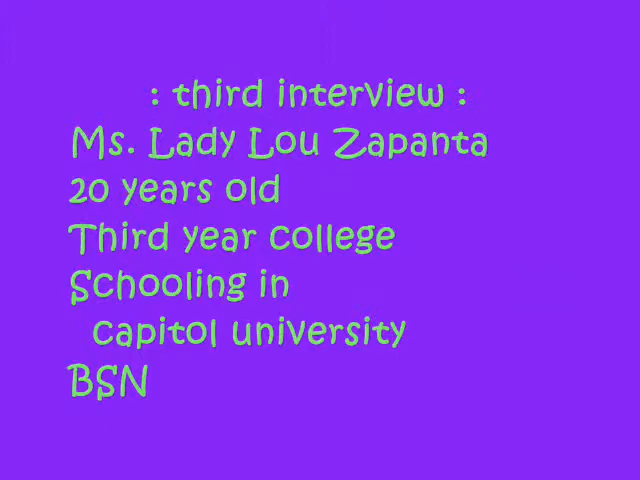 : third interview :
Ms. Lady Lou Zapanta
20 years old
Third year college
Schooling in
capitol university
BSN